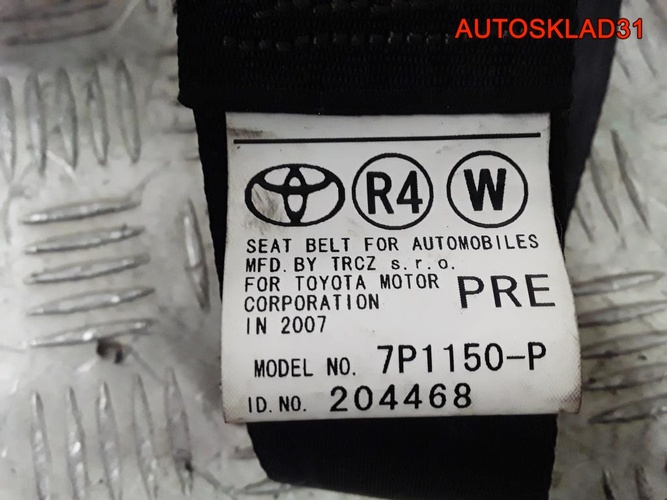 AUTOSKLAD31
R4 W
SEAT BELT FOR AUTOMOBILES
MFD. BY TRCZ s.r.o.
FOR TOYOTA MOTOR
CORPORATION PRE
IN 2007
MODEL NO. 7P1150-P
ID. NO. 204468